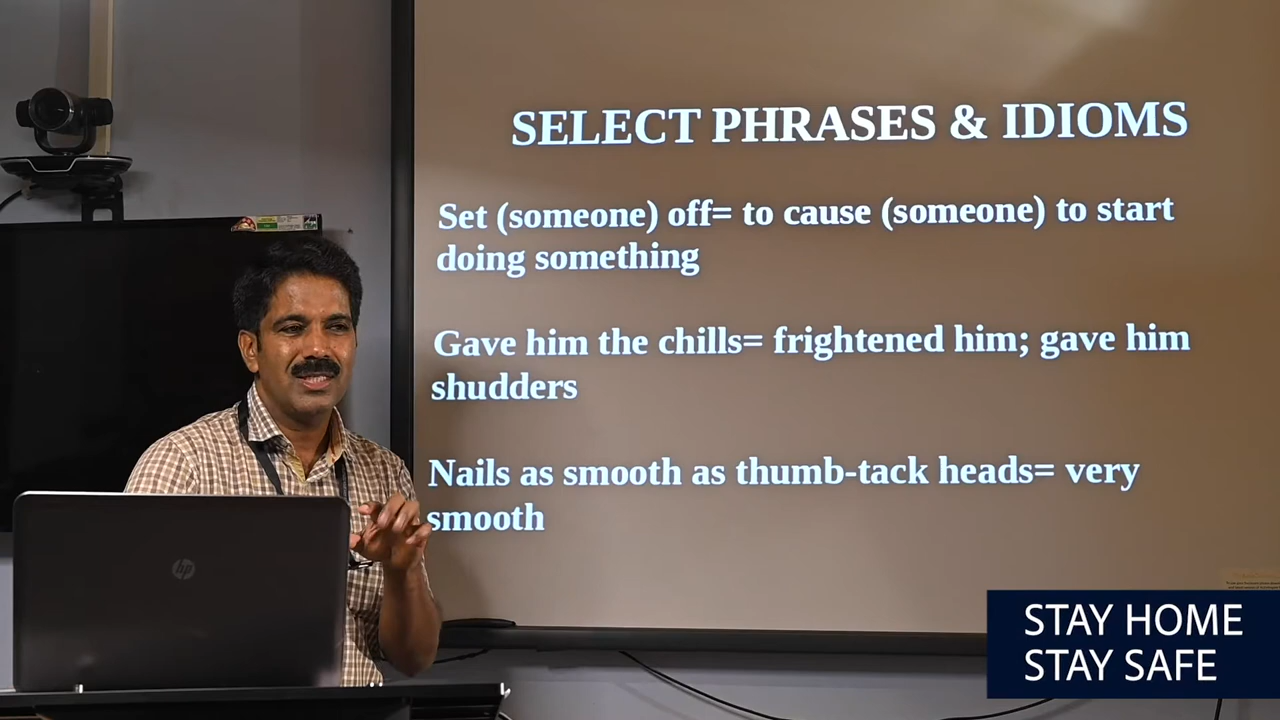 SELECT PHRASES & IDIOMS
Set (someone) off= to cause (someone) to start
doing something
Gave him the chills= frightened him; gave him
shudders
Nails as smooth as thumb-tack heads= very
smooth
hp
STAY HOME
STAY SAFE